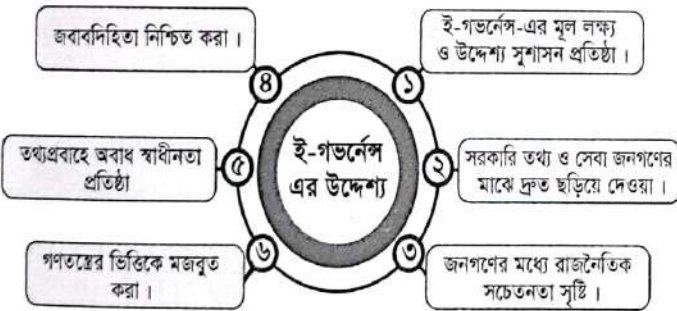 ই-গভর্নেন্স
এর উদ্দেশ্য
১
ই-গভর্নেন্স-এর মূল লক্ষ্য
ও উদ্দেশ্য সুশাসন প্রতিষ্ঠা ।
২
সরকারি তথ্য ও সেবা জনগণের
মাঝে দ্রুত ছড়িয়ে দেওয়া ।
৩
জনগণের মধ্যে রাজনৈতিক
সচেতনতা সৃষ্টি ।
৪
জবাবদিহিতা নিশ্চিত করা ।
৫
তথ্যপ্রবাহে অবাধ স্বাধীনতা
প্রতিষ্ঠা
৬
গণতন্ত্রের ভিত্তিকে মজবুত
করা ।